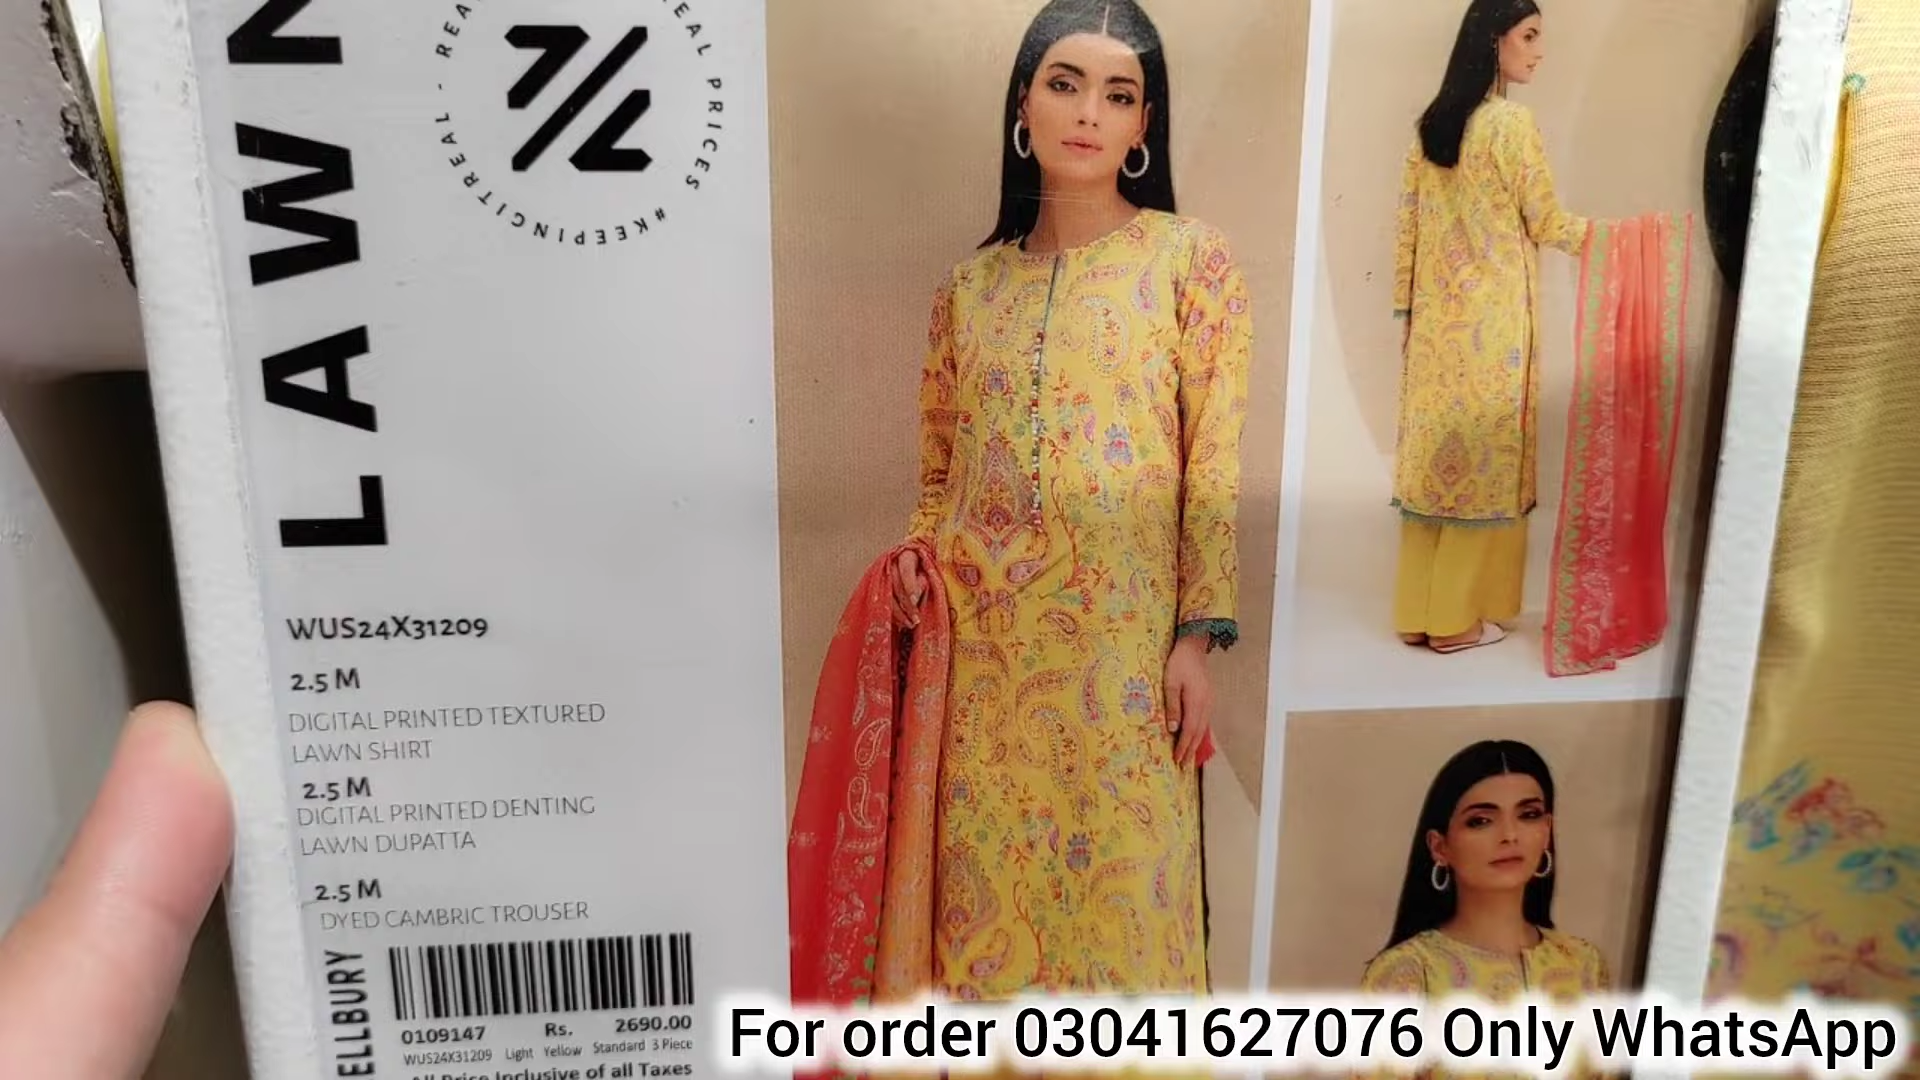 LAWN
REAL PRICES
#KEEPINGITREAL
WUS24X31209
2.5 M
DIGITAL PRINTED TEXTURED
LAWN SHIRT
2.5 M
DIGITAL PRINTED DENTING
LAWN DUPATTA
2.5 M
DYED CAMBRIC TROUSER
ELLBURY
0109147 Rs. 2690.00
WUS24X31209 Light Yellow Standard 3 Piece
All Price Inclusive of all Taxes
For order 03041627076 Only WhatsApp